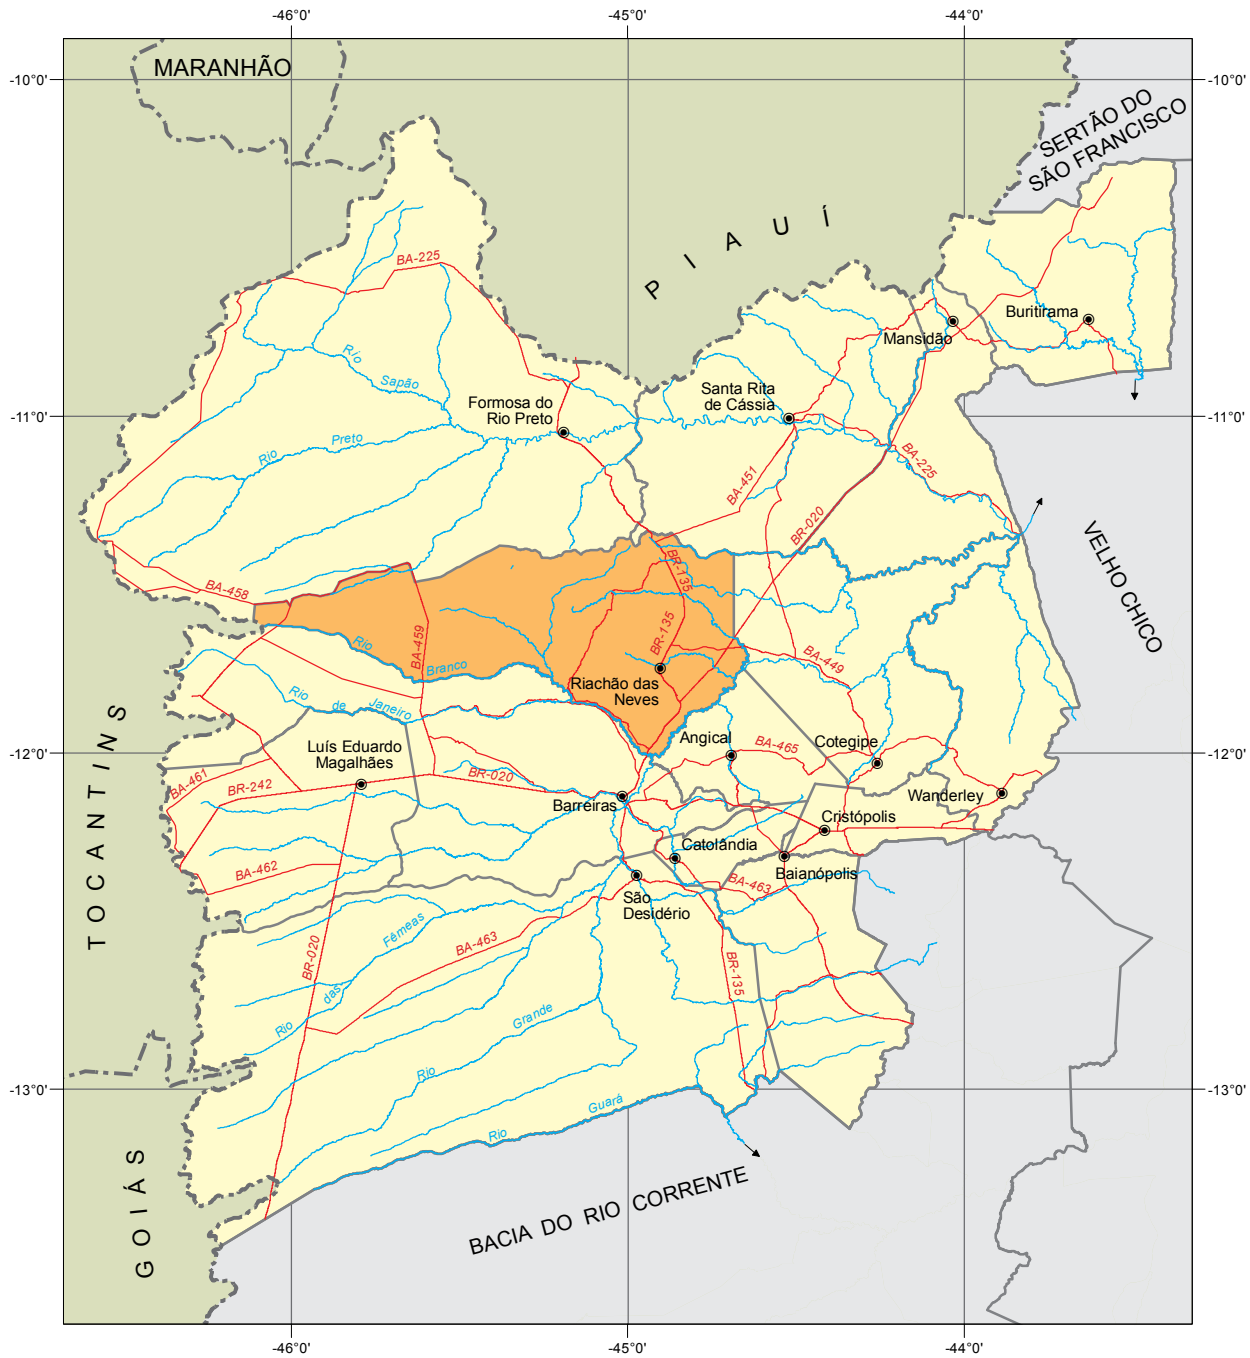 -46°0'
-45°0'
-44°0'
-10°0'
-10°0'
MARANHÃO
SERTÃO DO
SÃO FRANCISCO
PIAUÍ
BA-225
Buritirama
Mansidão
Rio
Sapão
Santa Rita
de Cássia
Formosa do
Rio Preto
-11°0'
-11°0'
Rio Preto
BA-225
BA-451
BR-020
VELHO CHICO
BR-135
BA-458
BR-135
BA-459
Rio
Branco
BA-449
Riachão das
Neves
Rio de Janeiro
TOCANTINS
Angical
Cotegipe
BA-465
Luís Eduardo
Magalhães
-12°0'
-12°0'
BA-461
BR-242
BR-020
Barreiras
Wanderley
Cristópolis
Catolândia
Baianópolis
BA-462
BA-463
São
Desidério
Rio das Fêmeas
BA-463
BR-020
BR-135
Rio Grande
-13°0'
-13°0'
Rio Guará
GOIÁS
BACIA DO RIO CORRENTE
-46°0'
-45°0'
-44°0'